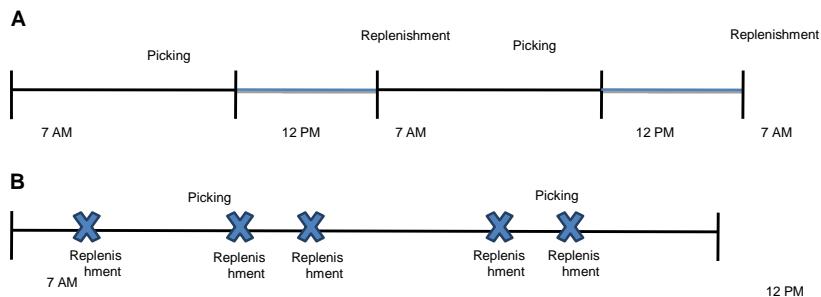 A
Replenishment
Replenishment
Picking
Picking
7 AM
12 PM
7 AM
12 PM
7 AM
B
Picking
Picking
Replenis
hment
Replenis
hment
Replenis
hment
Replenis
hment
Replenis
hment
7 AM
12 PM